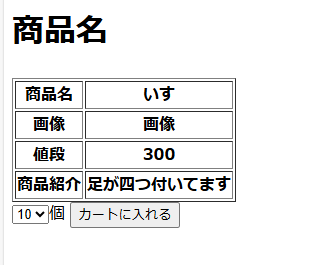 商品名
商品名 いす
画像 画像
値段 300
商品紹介 足が四つ付いてます
10 個 カートに入れる